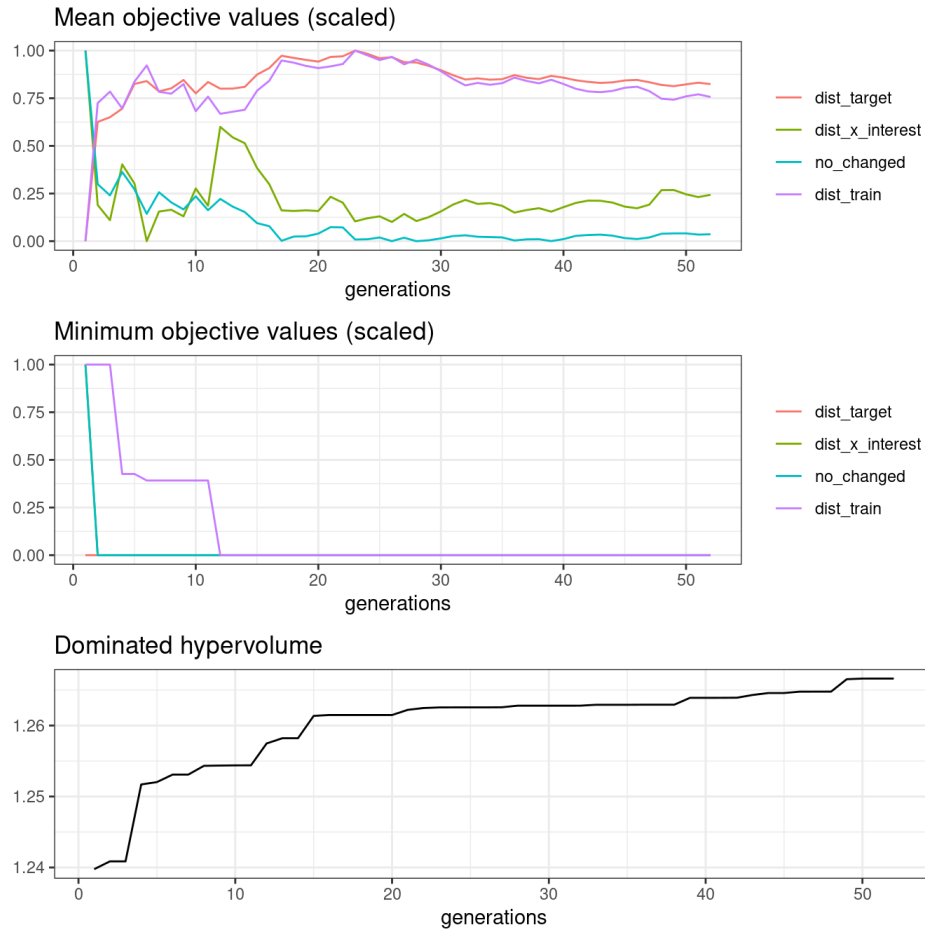 Mean objective values (scaled)
1.00
0.75
0.50
0.25
0.00
0 10 20 30 40 50
generations
dist_target
dist_x_interest
no_changed
dist_train
Minimum objective values (scaled)
1.00
0.75
0.50
0.25
0.00
0 10 20 30 40 50
generations
dist_target
dist_x_interest
no_changed
dist_train
Dominated hypervolume
1.26
1.25
1.24
0 10 20 30 40 50
generations